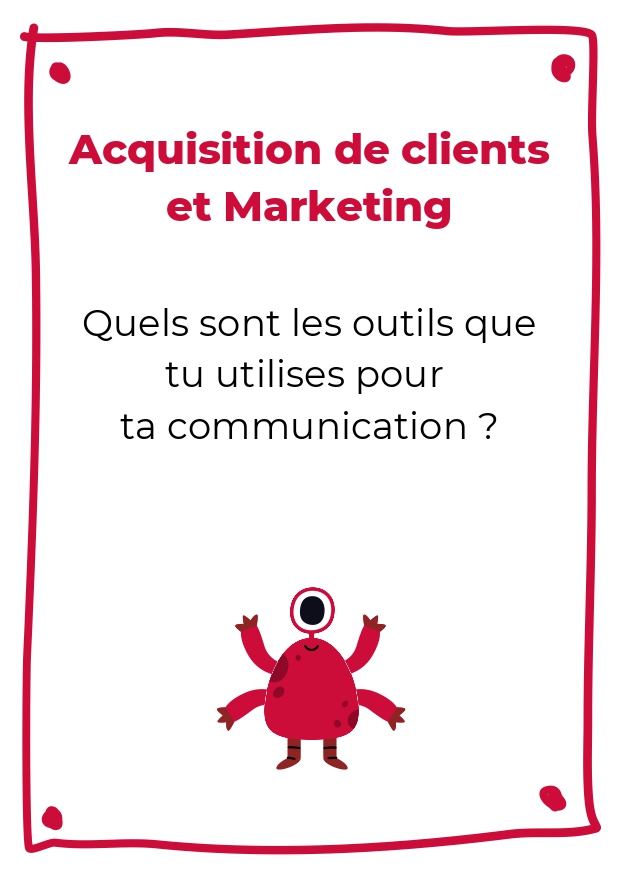 Acquisition de clients
et Marketing
Quels sont les outils que
tu utilises pour
ta communication ?